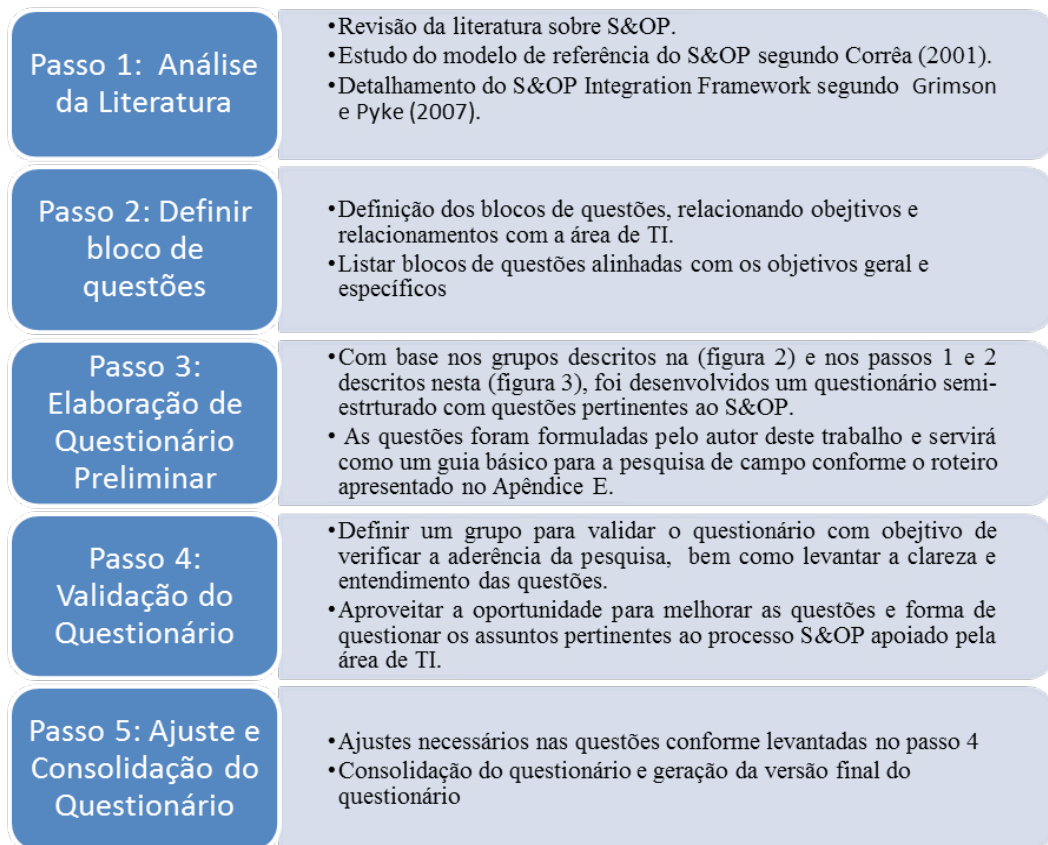 Passo 1: Análise
da Literatura
•Revisão da literatura sobre S&OP.
•Estudo do modelo de referência do S&OP segundo Corrêa (2001).
•Detalhamento do S&OP Integration Framework segundo Grimson
e Pyke (2007).
Passo 2: Definir
bloco de
questões
•Definição dos blocos de questões, relacionando obejtivos e
relacionamentos com a área de TI.
•Listar blocos de questões alinhadas com os objetivos geral e
específicos
Passo 3:
Elaboração de
Questionário
Preliminar
•Com base nos grupos descritos na (figura 2) e nos passos 1 e 2
descritos nesta (figura 3), foi desenvolvidos um questionário semi-
estrturado com questões pertinentes ao S&OP.
• As questões foram formuladas pelo autor deste trabalho e servirá
como um guia básico para a pesquisa de campo conforme o roteiro
apresentado no Apêndice E.
Passo 4:
Validação do
Questionário
•Definir um grupo para validar o questionário com obejtivo de
verificar a aderência da pesquisa, bem como levantar a clareza e
entendimento das questões.
•Aproveitar a oportunidade para melhorar as questões e forma de
questionar os assuntos pertinentes ao processo S&OP apoiado pela
área de TI.
Passo 5: Ajuste e
Consolidação do
Questionário
•Ajustes necessários nas questões conforme levantadas no passo 4
•Consolidação do questionário e geração da versão final do
questionário